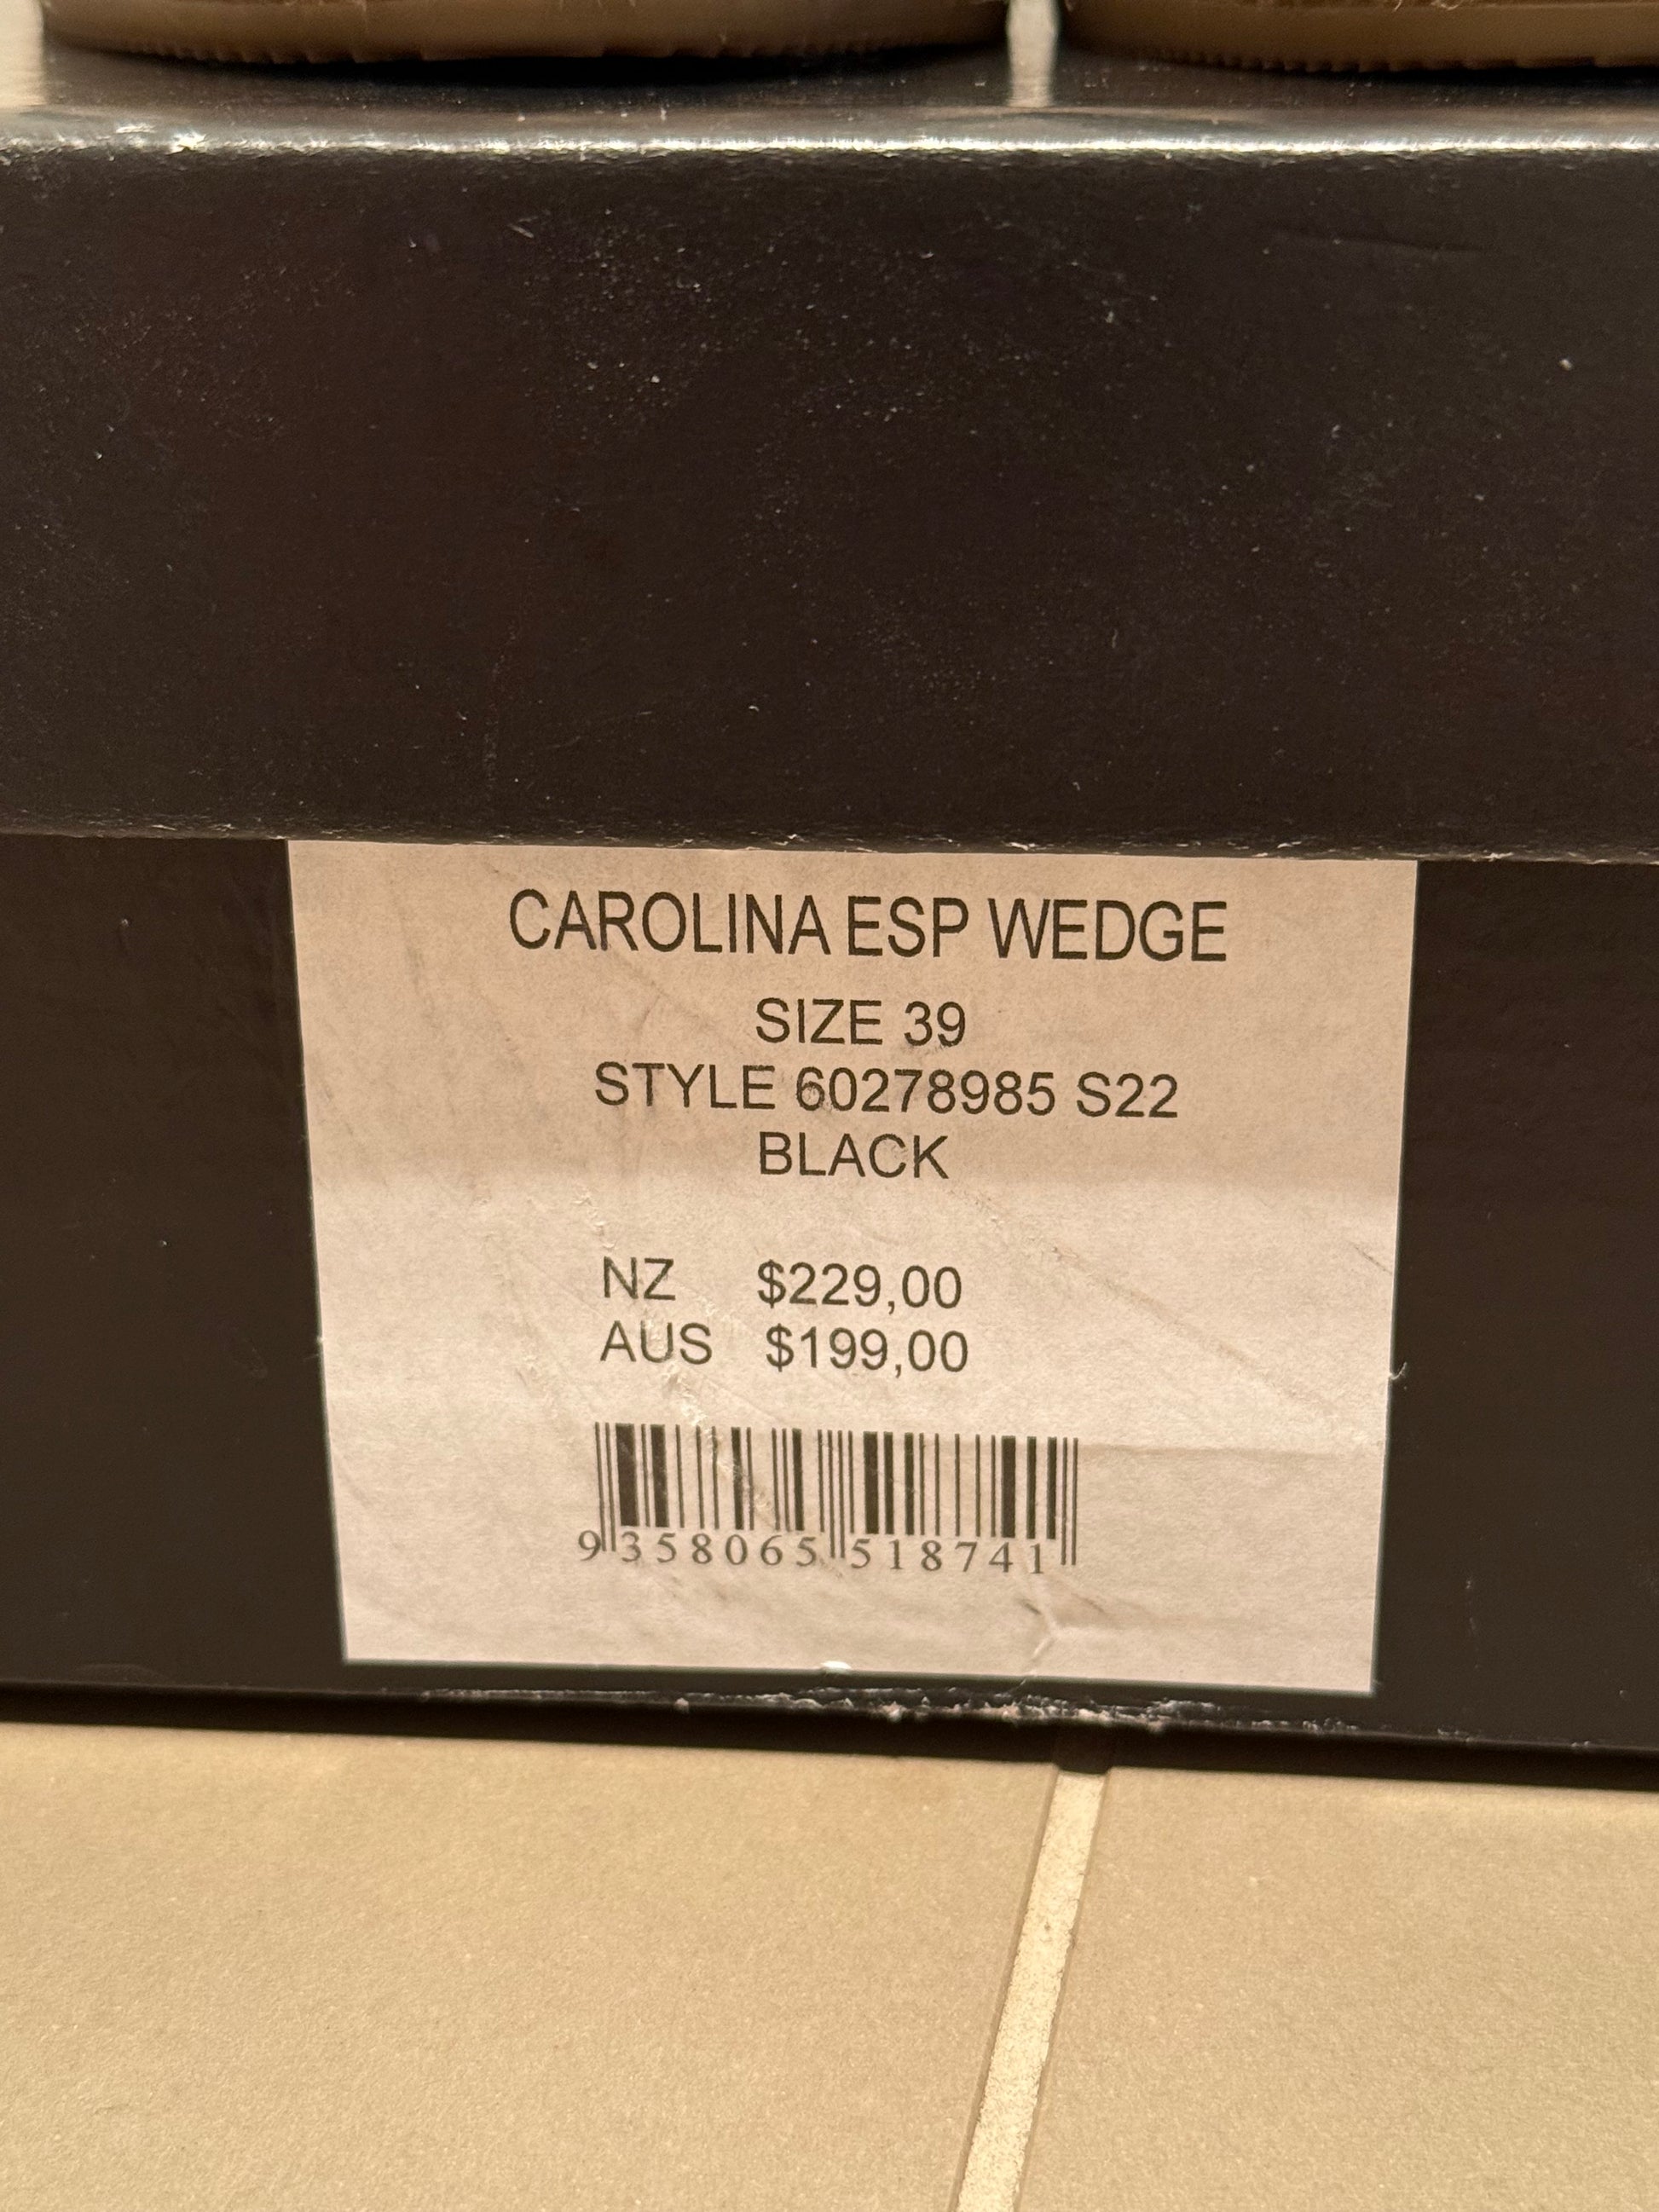 CAROLINA ESP WEDGE
SIZE 39
STYLE 60278985 S22
BLACK
NZ $229,00
AUS $199,00
9 358065 518741